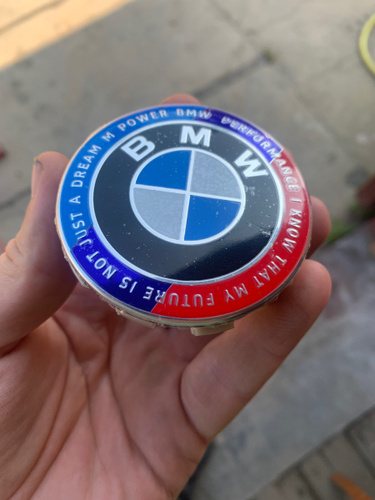 BMW
I KNOW THAT MY FUTURE IS NOT JUST A DREAM M POWER BMW PERFORMANCE